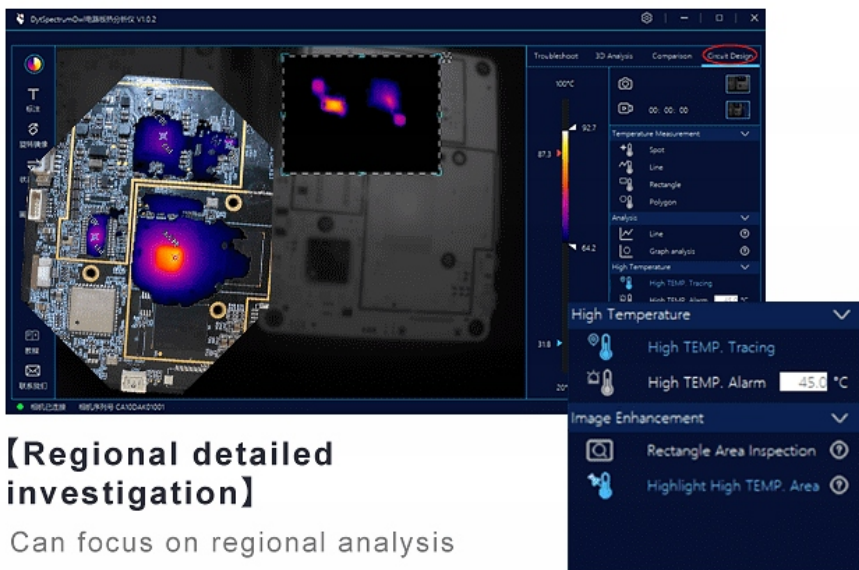 DytSpectrumOwl电路板热分析仪 V1.0.2
Troubleshoot 3D Analysis Comparison Circuit Design
标注
旋转镜像
联系我们
100℃
92.7
87.3
64.2
31.8
00: 00: 00
Temperature Measurement
Spot
Line
Rectangle
Polygon
Analysis
Line
Graph analysis
High Temperature
High TEMP. Tracing
High TEMP. Alarm
相机已连接 相机序列号 CA10DAK01001
High Temperature
High TEMP. Tracing
High TEMP. Alarm 45.0 °C
Image Enhancement
Rectangle Area Inspection
Highlight High TEMP. Area
【Regional detailed
investigation】
Can focus on regional analysis